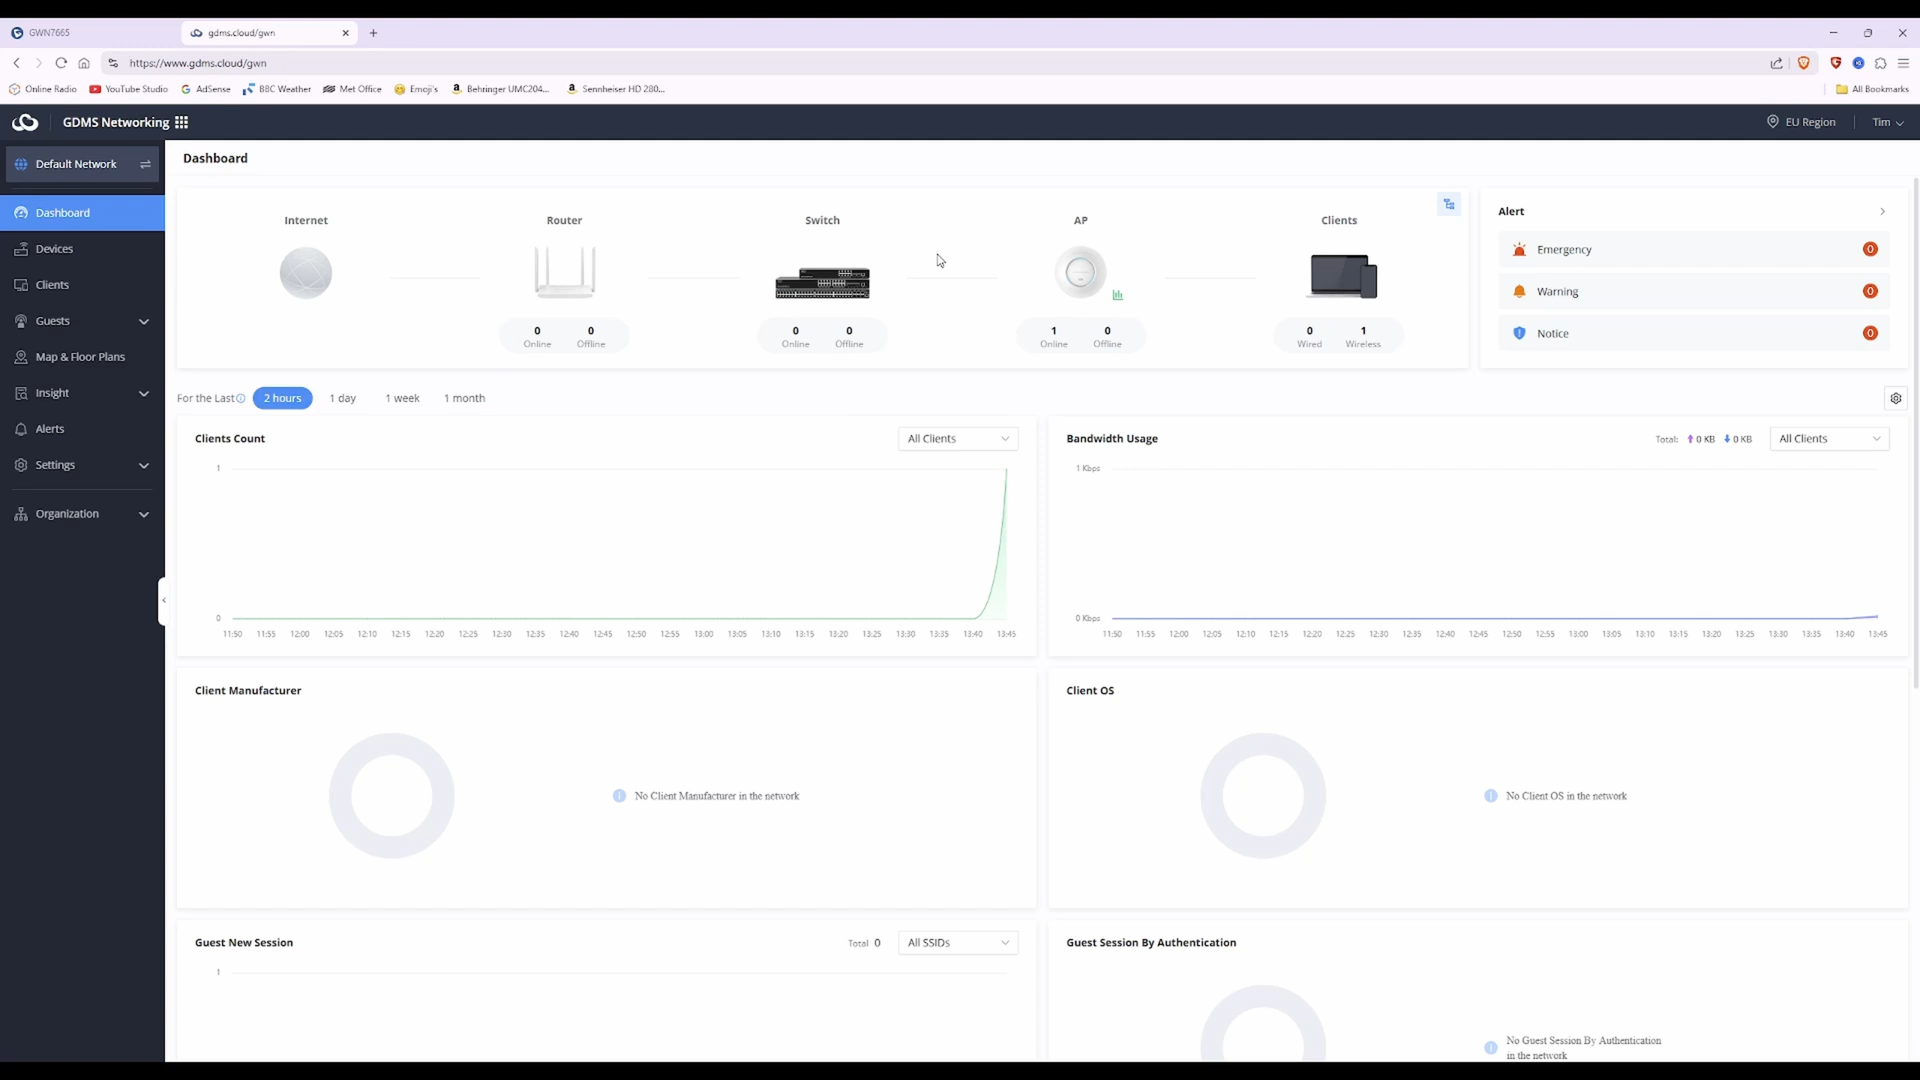 GWN7665
gdms.cloud/gwn
https://www.gdms.cloud/gwn
Online Radio
YouTube Studio
AdSense
BBC Weather
Met Office
Emoji's
Behringer UMC204...
Sennheiser HD 280...
All Bookmarks
GDMS Networking
EU Region
Tim
Default Network
Dashboard
Devices
Clients
Guests
Map & Floor Plans
Insight
Alerts
Settings
Organization
Dashboard
Internet
Router
Switch
AP
Clients
0 0
Online Offline
0 0
Online Offline
1 0
Online Offline
0 1
Wired Wireless
Alert
Emergency 0
Warning 0
Notice 0
For the Last 2 hours 1 day 1 week 1 month
Clients Count
All Clients
1
0
11:50 11:55 12:00 12:05 12:10 12:15 12:20 12:25 12:30 12:35 12:40 12:45 12:50 12:55 13:00 13:05 13:10 13:15 13:20 13:25 13:30 13:35 13:40 13:45
Bandwidth Usage
Total: 0 KB 0 KB
All Clients
1 Kbps
0 Kbps
11:50 11:55 12:00 12:05 12:10 12:15 12:20 12:25 12:30 12:35 12:40 12:45 12:50 12:55 13:00 13:05 13:10 13:15 13:20 13:25 13:30 13:35 13:40 13:45
Client Manufacturer
No Client Manufacturer in the network
Client OS
No Client OS in the network
Guest New Session
Total 0
All SSIDs
1
Guest Session By Authentication
No Guest Session By Authentication
in the network